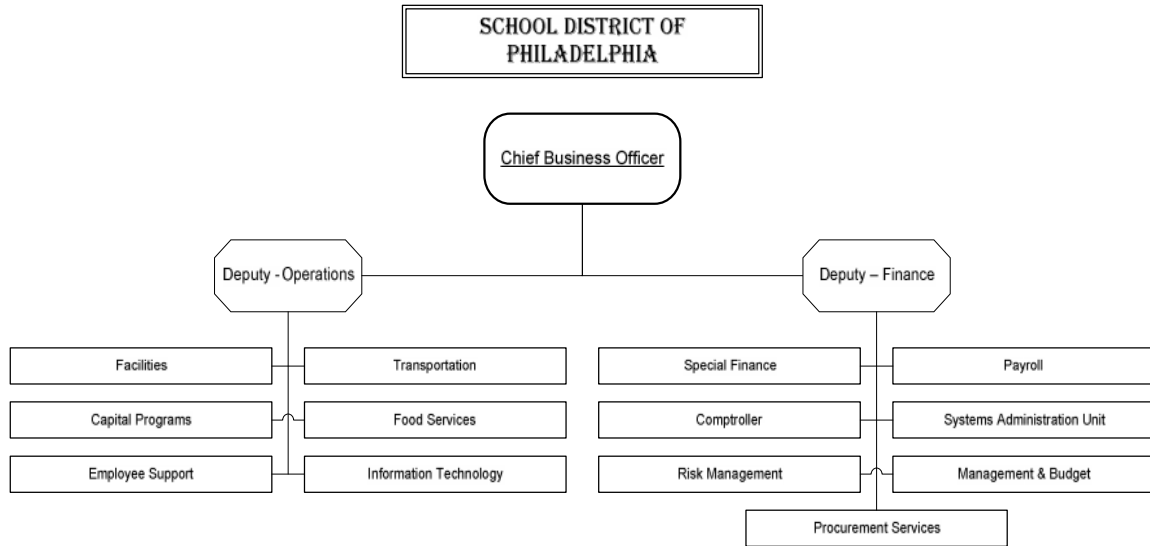 SCHOOL DISTRICT OF
PHILADELPHIA
Chief Business Officer
Deputy - Operations
Deputy – Finance
Facilities
Transportation
Special Finance
Payroll
Capital Programs
Food Services
Comptroller
Systems Administration Unit
Employee Support
Information Technology
Risk Management
Management & Budget
Procurement Services